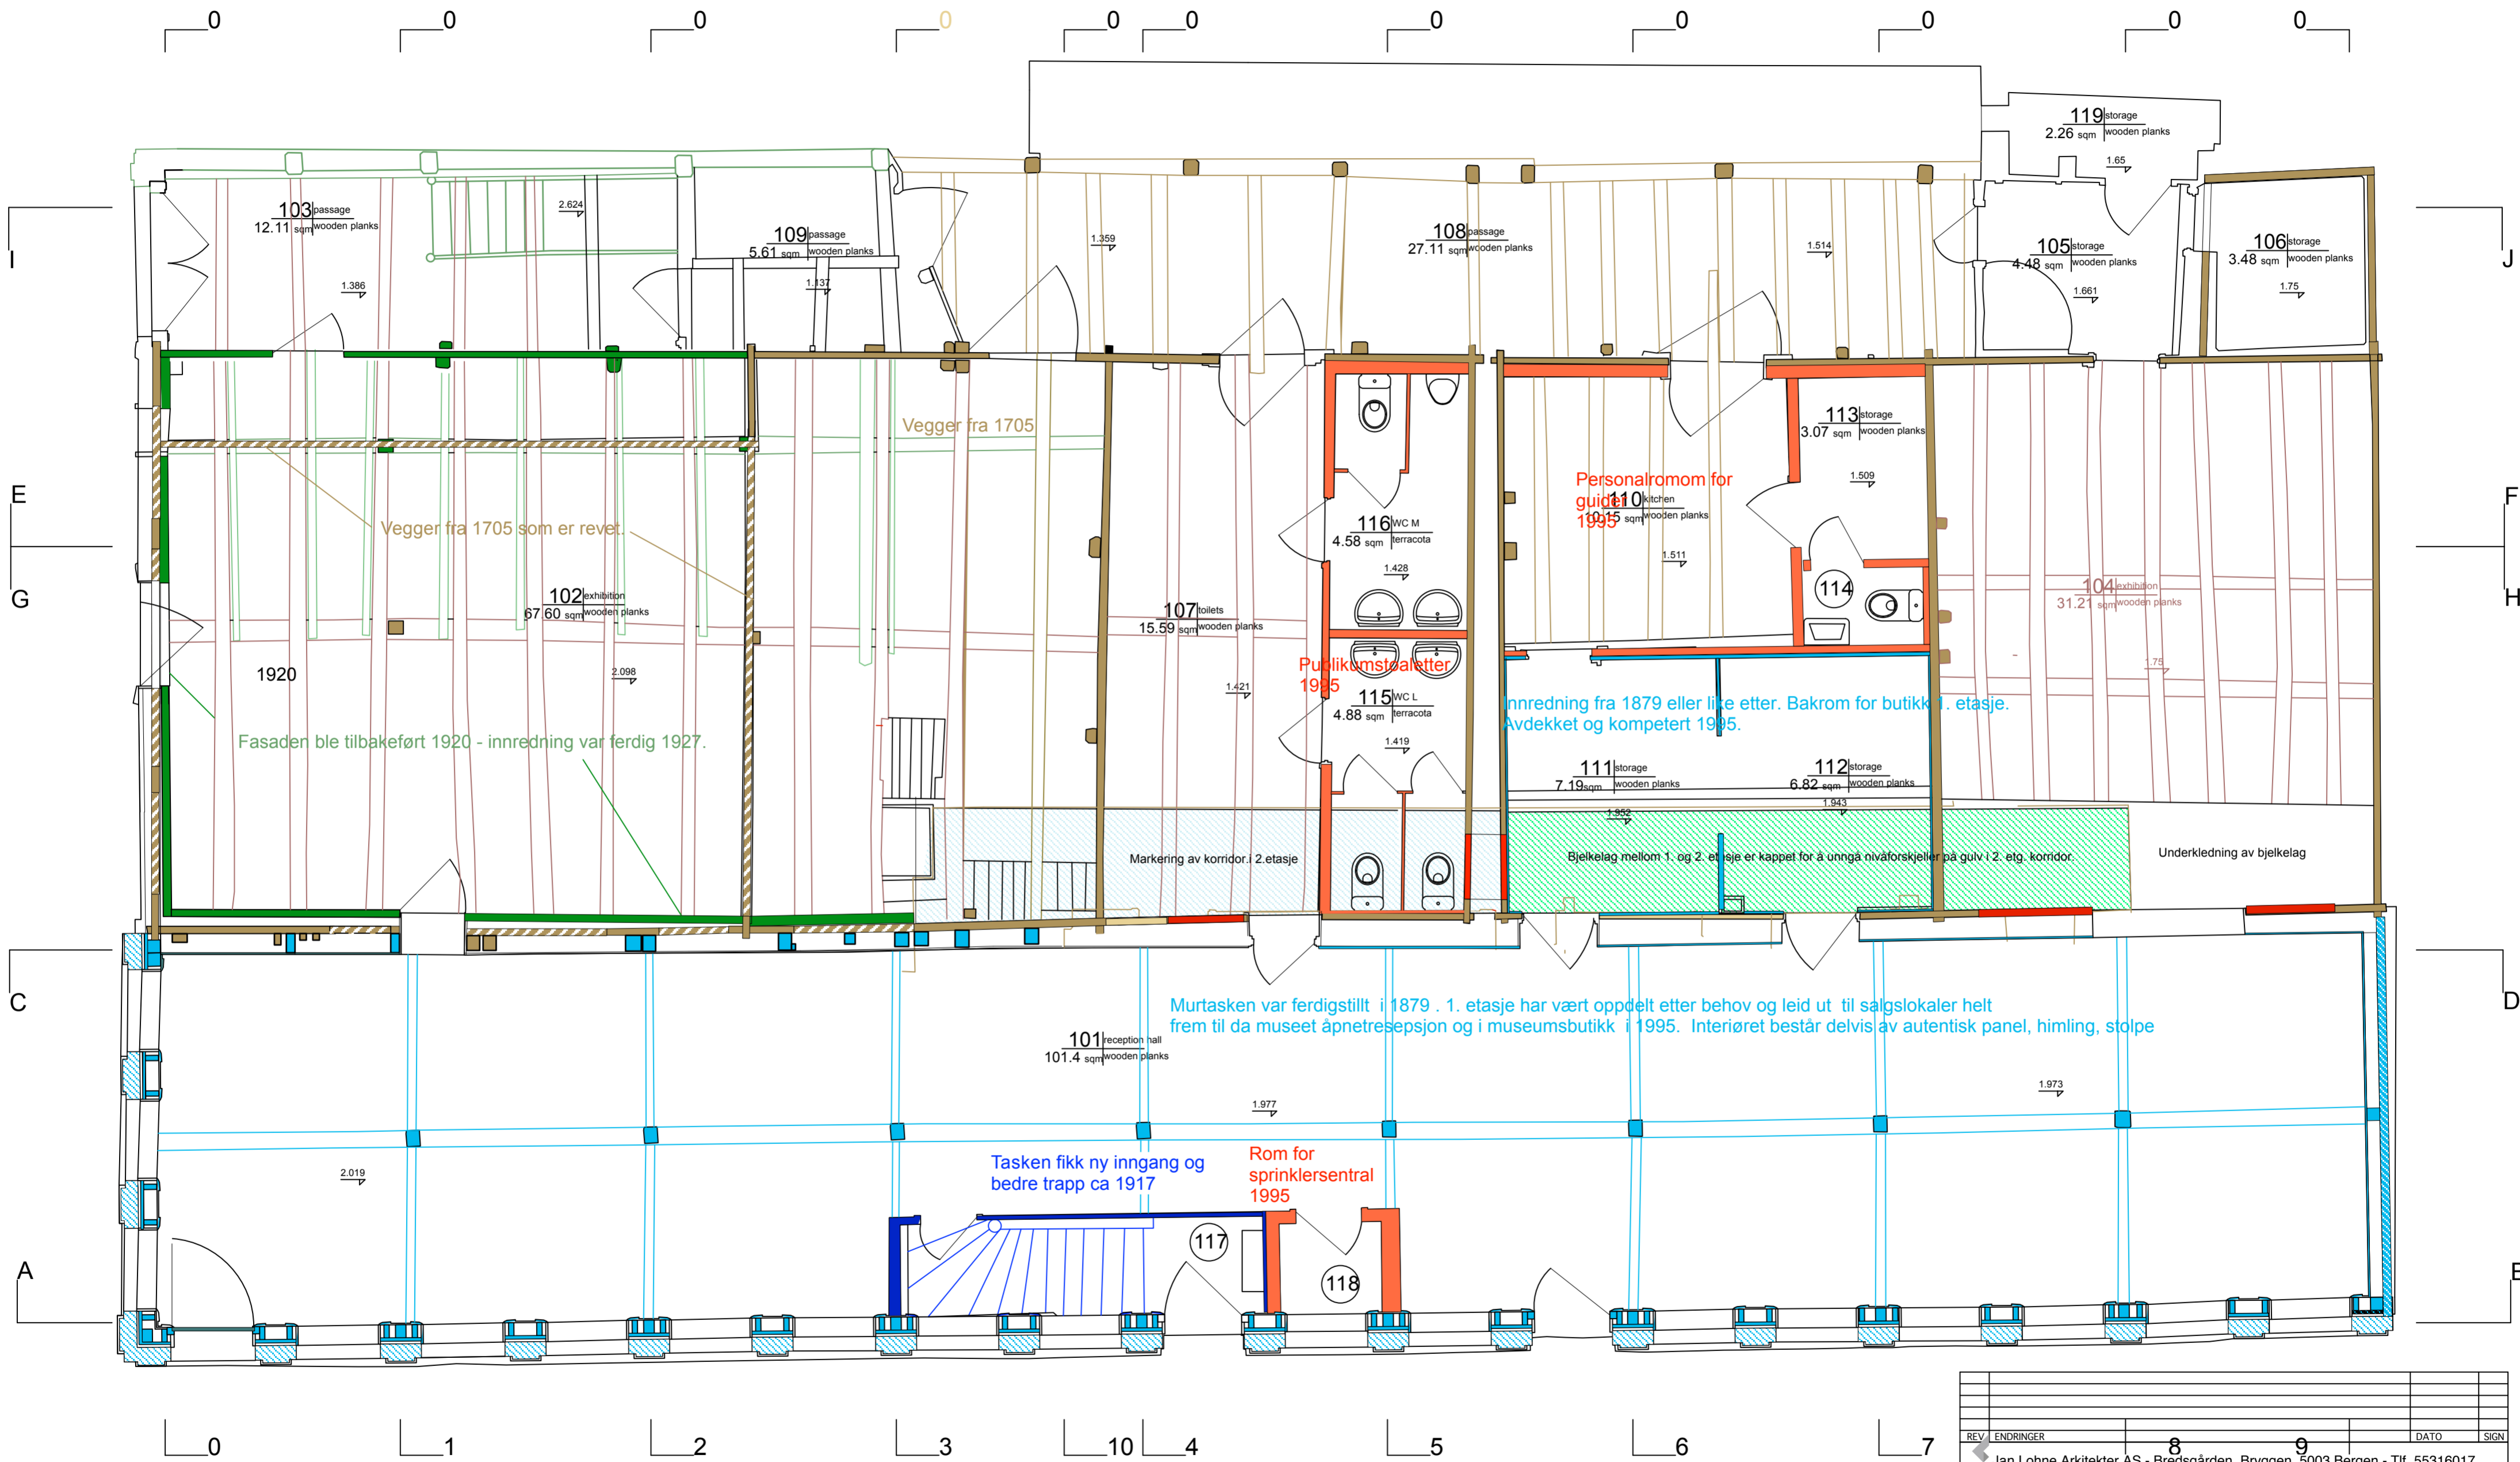 0 0 0 0 0 0 0 0 0 0 0
119 storage
2.26 sqm wooden planks
1.65
103 passage
12.11 sqm wooden planks
2.624
109 passage
5.61 sqm wooden planks
1.359
108 passage
27.11 sqm wooden planks
1.514
105 storage
4.48 sqm wooden planks
106 storage
3.48 sqm wooden planks
I
J
1.386
1.137
1.661
1.75
Vegger fra 1705
113 storage
3.07 sqm wooden planks
1.509
E
F
Personalromom for
guider
1995
110 kitchen
10.15 sqm wooden planks
1.511
Vegger fra 1705 som er revet.
116 WC M
4.58 sqm terracota
1.428
114
G
H
102 exhibition
67.60 sqm wooden planks
107 toilets
15.59 sqm wooden planks
104 exhibition
31.21 sqm wooden planks
1920
2.098
1.421
1.75
Publikumstoaletter
1995
115 WC L
4.88 sqm terracota
1.419
Innredning fra 1879 eller like etter. Bakrom for butikk 1. etasje.
Avdekket og kompetert 1995.
Fasaden ble tilbakeført 1920 - innredning var ferdig 1927.
111 storage
7.19 sqm wooden planks
112 storage
6.82 sqm wooden planks
1.952
1.943
Markering av korridor.i 2.etasje
Bjelkelag mellom 1. og 2. etasje er kappet for å unngå nivåforskjeller på gulv i 2. etg. korridor.
Underkledning av bjelkelag
C
D
Murtasken var ferdigstillt i 1879 . 1. etasje har vært oppdelt etter behov og leid ut til salgslokaler helt
frem til da museet åpnetresepsjon og i museumsbutikk i 1995. Interiøret består delvis av autentisk panel, himling, stolpe
101 reception hall
101.4 sqm wooden planks
1.977
1.973
2.019
Tasken fikk ny inngang og
bedre trapp ca 1917
Rom for
sprinklersentral
1995
117
118
A
B
0 1 2 3 10 4 5 6 7 8 9
REV ENDRINGER DATO SIGN
Jan Lohne Arkitekter AS - Bredsgården, Bryggen, 5003 Bergen - Tlf. 55316017